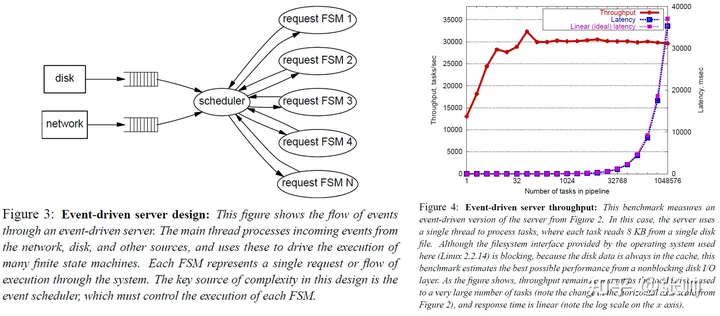 disk
network
scheduler
request FSM 1
request FSM 2
request FSM 3
request FSM 4
request FSM N
Figure 3: Event-driven server design: This figure shows the flow of events
through an event-driven server. The main thread processes incoming events from
the network, disk, and other sources, and uses these to drive the execution of
many finite state machines. Each FSM represents a single request or flow of
execution through the system. The key source of complexity in this design is the
event scheduler, which must control the execution of each FSM.
Throughput
Latency
Linear (ideal) latency
Throughput, tasks/sec
35000
30000
25000
20000
15000
10000
5000
0
40000
30000
20000
10000
0
Latency, msec
1
32
1024
32768
1048576
Number of tasks in pipeline
Figure 4: Event-driven server throughput: This benchmark measures an
event-driven version of the server from Figure 2. In this case, the server uses
a single thread to process tasks, where each task reads 8 KB from a single disk
file. Although the filesystem interface provided by the operating system used
here (Linux 2.2.14) is blocking, because the disk data is always in the cache, this
benchmark estimates the best possible performance from a nonblocking disk I/O
layer. As the figure shows, throughput remains
to a very large number of tasks (note the change in the horizontal axis scale from
Figure 2), and response time is linear (note the log scale on the x axis).
知乎